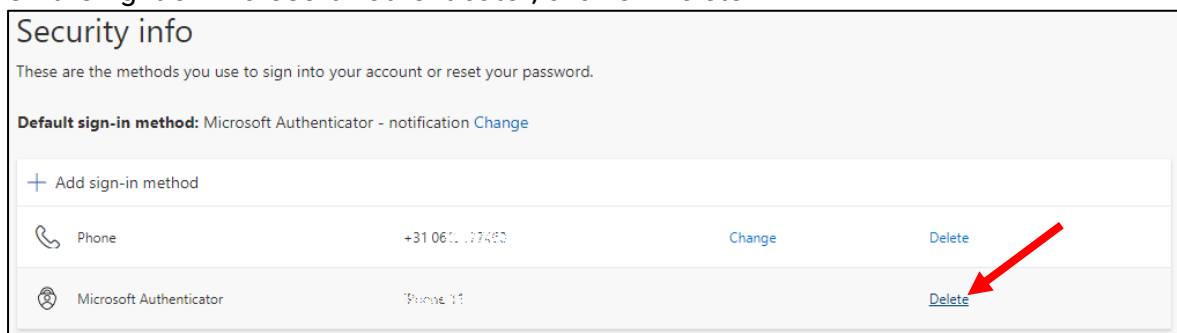 Security info
These are the methods you use to sign into your account or reset your password.
Default sign-in method: Microsoft Authenticator - notification Change
Add sign-in method
Phone +31 Change Delete
Microsoft Authenticator Delete